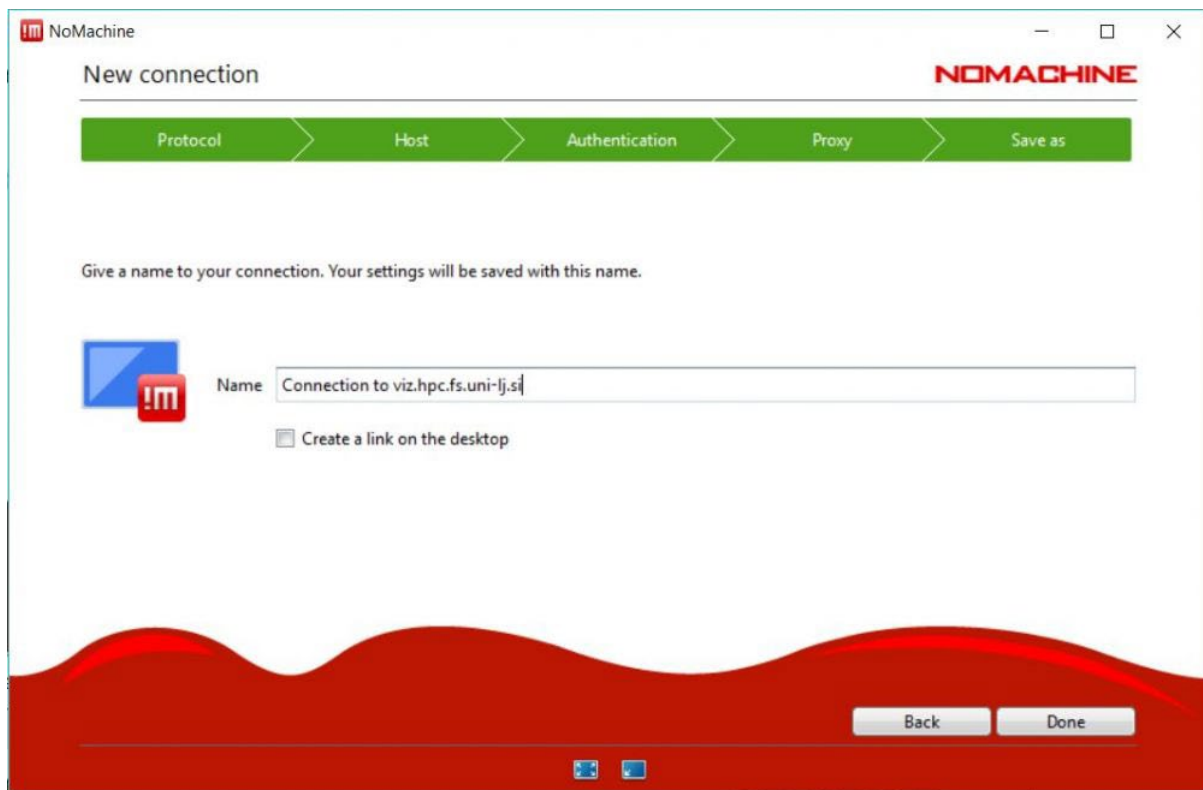 !M NoMachine
New connection
NOMACHINE
Protocol
Host
Authentication
Proxy
Save as
Give a name to your connection. Your settings will be saved with this name.
!M
Name
Connection to viz.hpc.fs.uni-lj.si
Create a link on the desktop
Back
Done